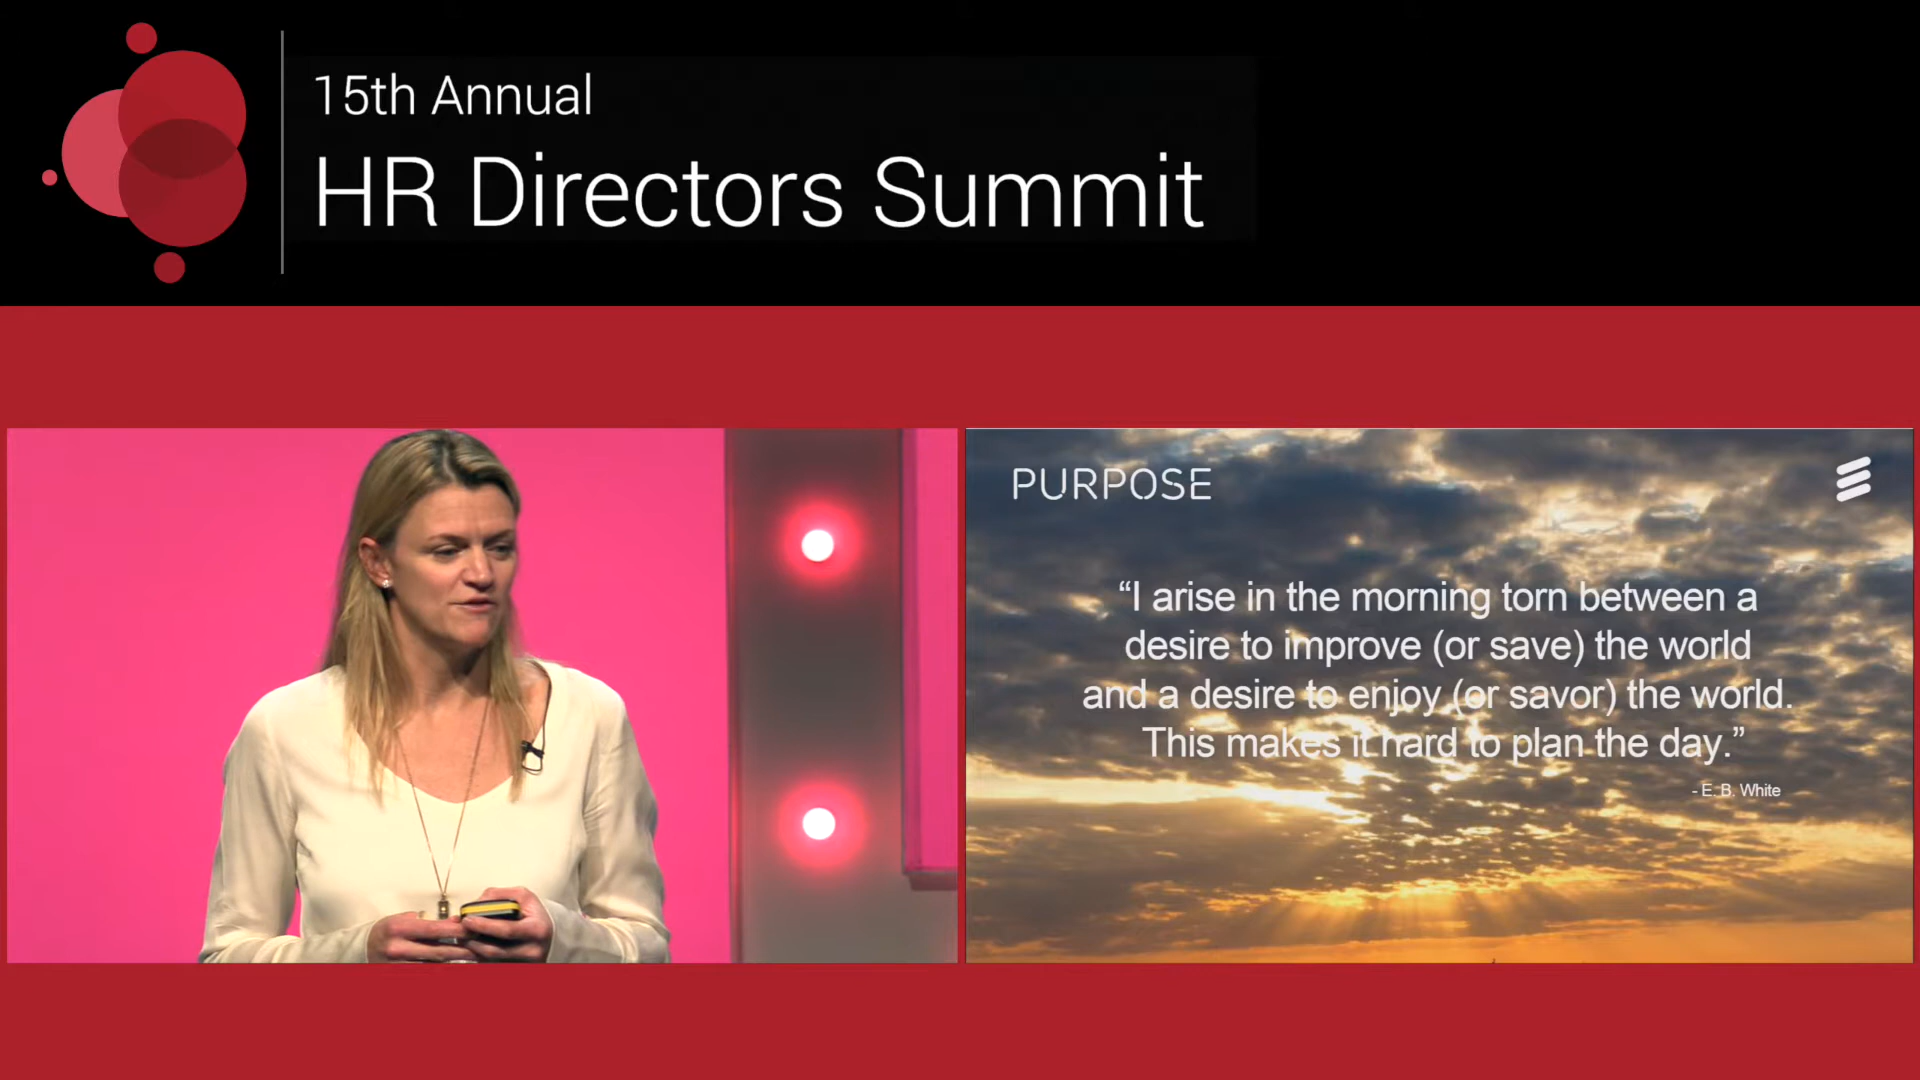 15th Annual
HR Directors Summit
PURPOSE
“I arise in the morning torn between a
desire to improve (or save) the world
and a desire to enjoy (or savor) the world.
This makes it hard to plan the day.”
- E. B. White